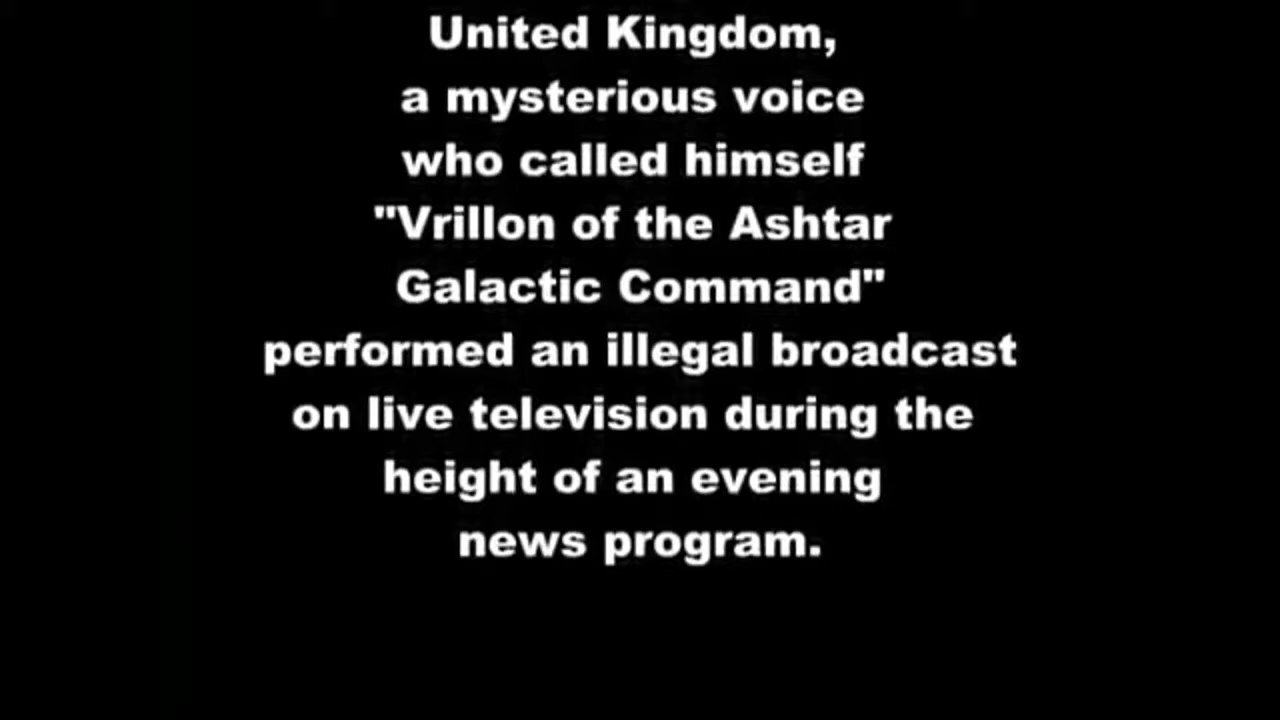 United Kingdom,
a mysterious voice
who called himself
"Vrillon of the Ashtar
Galactic Command"
performed an illegal broadcast
on live television during the
height of an evening
news program.